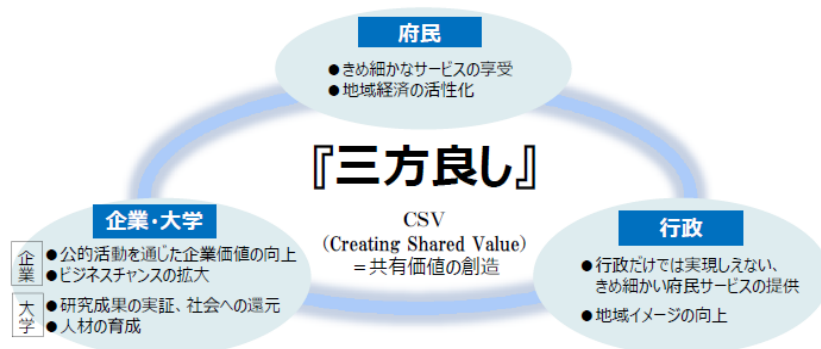 府民
●きめ細かなサービスの享受
●地域経済の活性化
『三方良し』
CSV
(Creating Shared Value)
＝共有価値の創造
企業・大学
企業
●公的活動を通じた企業価値の向上
●ビジネスチャンスの拡大
大学
●研究成果の実証、社会への還元
●人材の育成
行政
●行政だけでは実現しえない、
きめ細かい府民サービスの提供
●地域イメージの向上